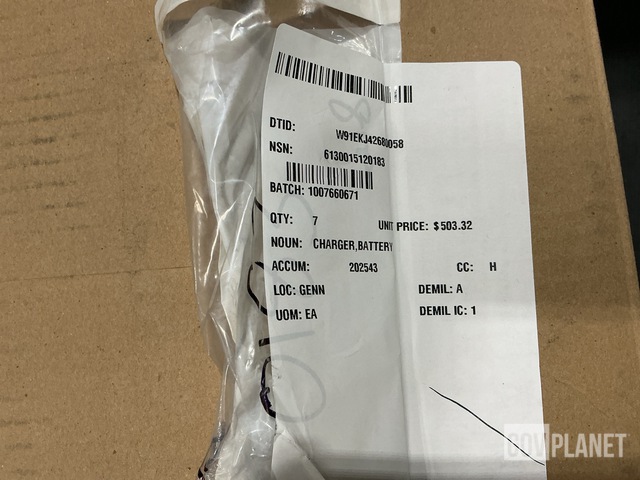 DTID: W91EKJ42680058
NSN: 6130015120183
BATCH: 1007660671
QTY: 7 UNIT PRICE: $503.32
NOUN: CHARGER,BATTERY
ACCUM: 202543 CC: H
LOC: GENN DEMIL: A
UOM: EA DEMIL IC: 1
GOVPLANET